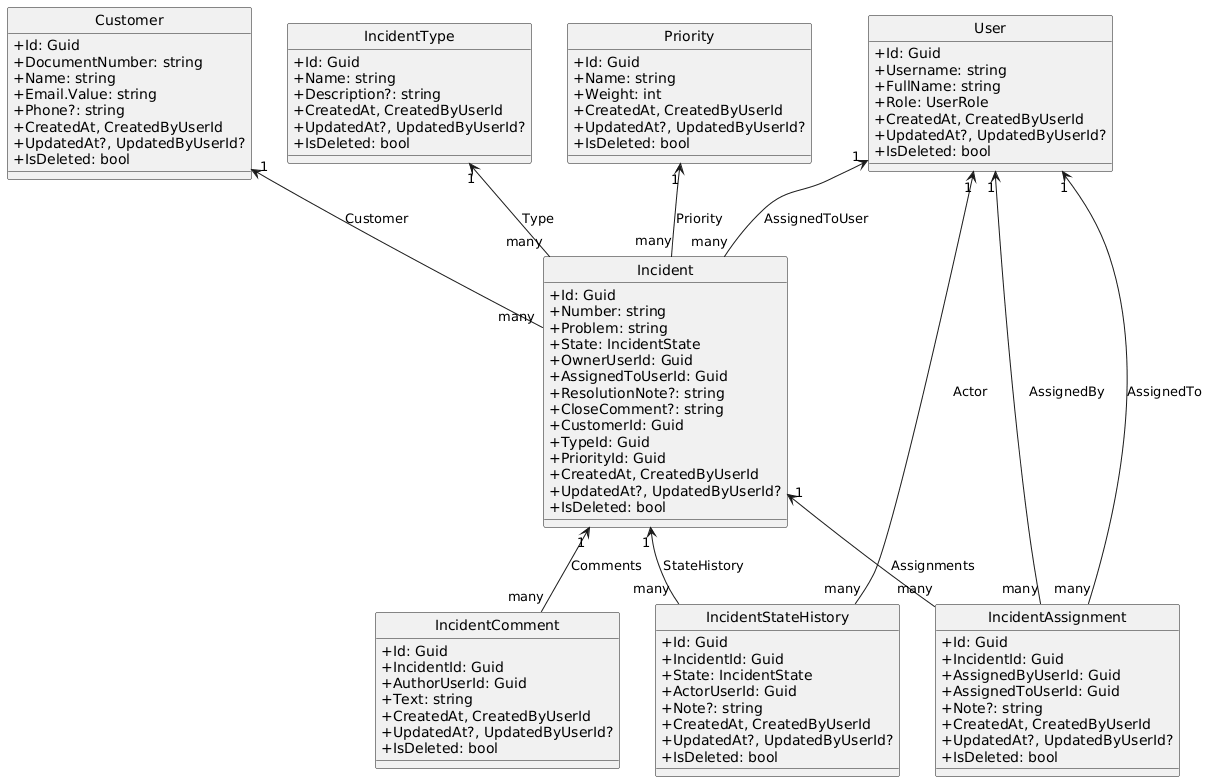 Customer
+Id: Guid
+DocumentNumber: string
+Name: string
+Email.Value: string
+Phone?: string
+CreatedAt, CreatedByUserId
+UpdatedAt?, UpdatedByUserId?
+IsDeleted: bool
IncidentType
+Id: Guid
+Name: string
+Description?: string
+CreatedAt, CreatedByUserId
+UpdatedAt?, UpdatedByUserId?
+IsDeleted: bool
Priority
+Id: Guid
+Name: string
+Weight: int
+CreatedAt, CreatedByUserId
+UpdatedAt?, UpdatedByUserId?
+IsDeleted: bool
User
+Id: Guid
+Username: string
+FullName: string
+Role: UserRole
+CreatedAt, CreatedByUserId
+UpdatedAt?, UpdatedByUserId?
+IsDeleted: bool
1
1
1
1
1
1
1
Customer
Type
Priority
AssignedToUser
many
many
many
many
Incident
+Id: Guid
+Number: string
+Problem: string
+State: IncidentState
+OwnerUserId: Guid
+AssignedToUserId: Guid
+ResolutionNote?: string
+CloseComment?: string
+CustomerId: Guid
+TypeId: Guid
+PriorityId: Guid
+CreatedAt, CreatedByUserId
+UpdatedAt?, UpdatedByUserId?
+IsDeleted: bool
Actor
AssignedBy
AssignedTo
1
1
1
Comments
StateHistory
Assignments
many
many
many
many
many
many
IncidentComment
+Id: Guid
+IncidentId: Guid
+AuthorUserId: Guid
+Text: string
+CreatedAt, CreatedByUserId
+UpdatedAt?, UpdatedByUserId?
+IsDeleted: bool
IncidentStateHistory
+Id: Guid
+IncidentId: Guid
+State: IncidentState
+ActorUserId: Guid
+Note?: string
+CreatedAt, CreatedByUserId
+UpdatedAt?, UpdatedByUserId?
+IsDeleted: bool
IncidentAssignment
+Id: Guid
+IncidentId: Guid
+AssignedByUserId: Guid
+AssignedToUserId: Guid
+Note?: string
+CreatedAt, CreatedByUserId
+UpdatedAt?, UpdatedByUserId?
+IsDeleted: bool